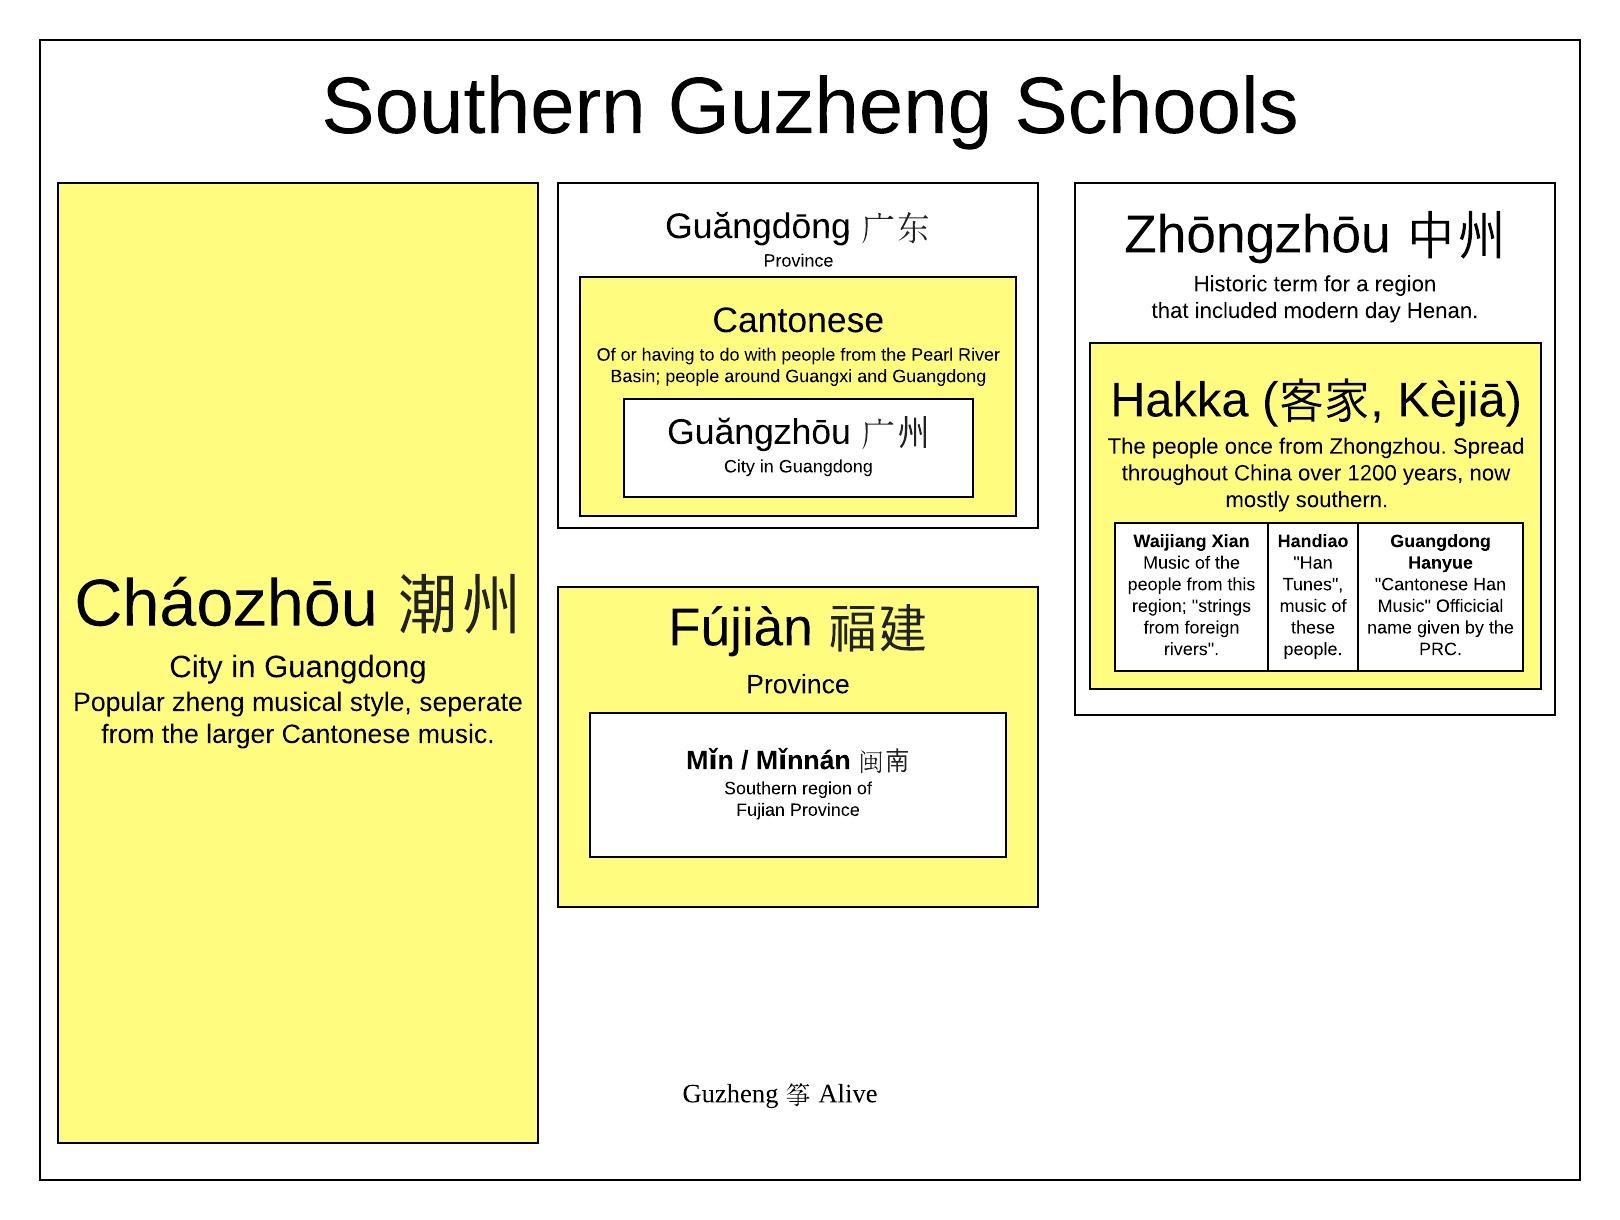 Southern Guzheng Schools
Cháozhōu 潮州
City in Guangdong
Popular zheng musical style, seperate
from the larger Cantonese music.
Guăngdōng 广东
Province
Cantonese
Of or having to do with people from the Pearl River
Basin; people around Guangxi and Guangdong
Guăngzhōu 广州
City in Guangdong
Fújiàn 福建
Province
Mǐn / Mǐnnán 闽南
Southern region of
Fujian Province
Zhōngzhōu 中州
Historic term for a region
that included modern day Henan.
Hakka (客家, Kèjiā)
The people once from Zhongzhou. Spread
throughout China over 1200 years, now
mostly southern.
Waijiang Xian
Music of the
people from this
region; "strings
from foreign
rivers".
Handiao
"Han
Tunes",
music of
these
people.
Guangdong
Hanyue
"Cantonese Han
Music" Officicial
name given by the
PRC.
Guzheng 筝 Alive